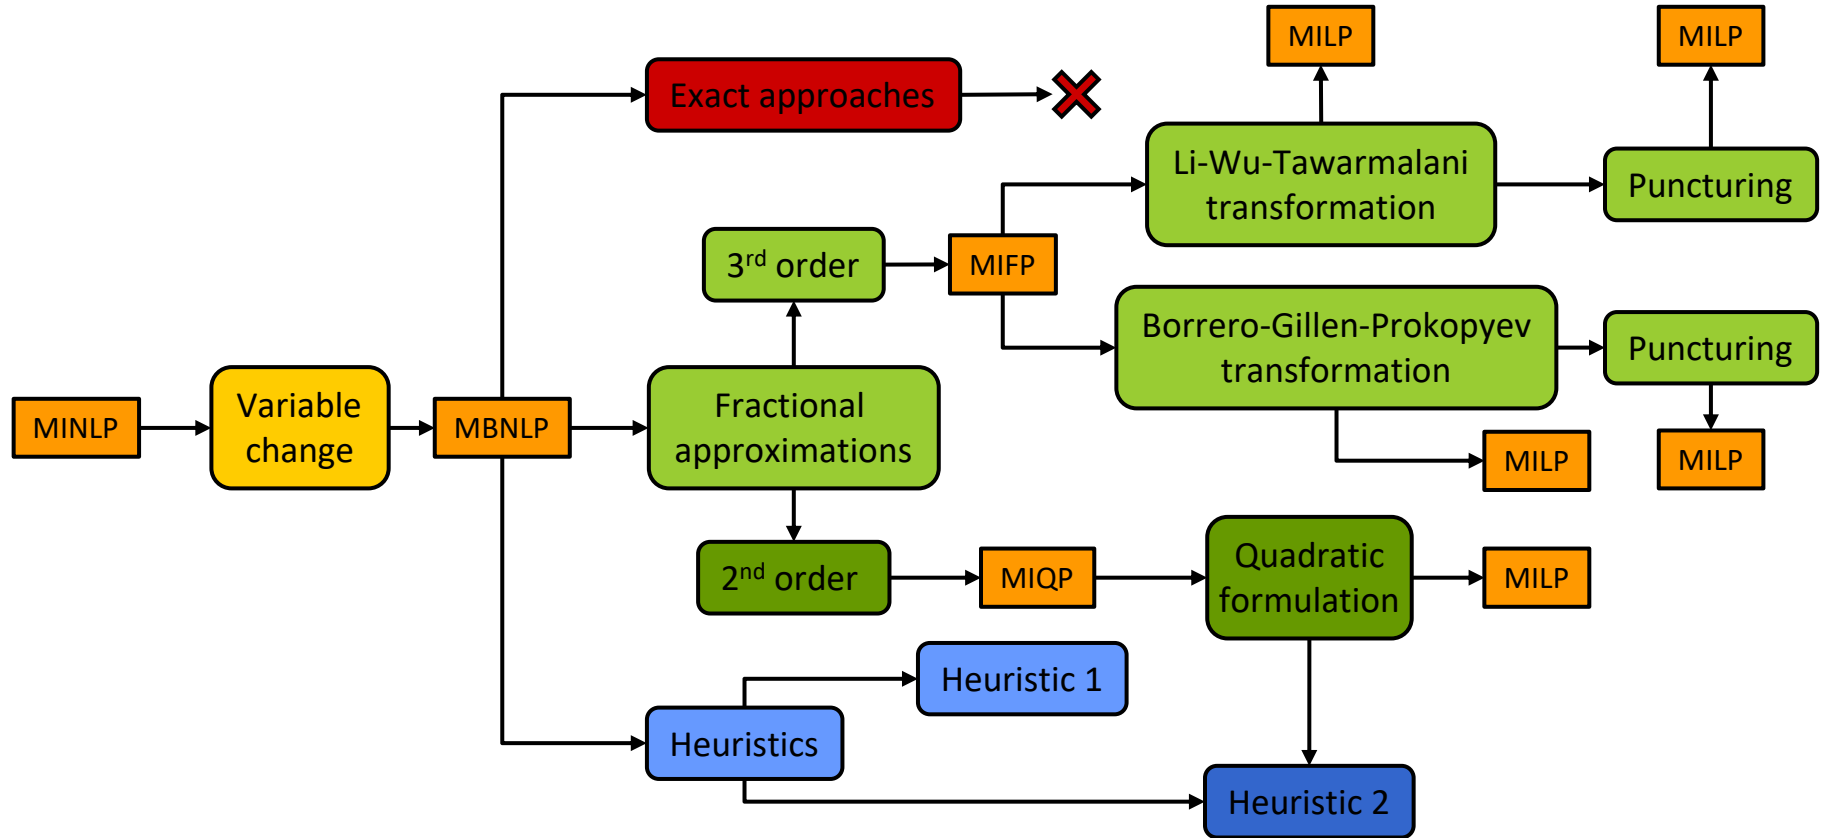 MILP
MILP
Exact approaches
Li-Wu-Tawarmalani
transformation
Puncturing
3rd order
MIFP
Borrero-Gillen-Prokopyev
transformation
Puncturing
MINLP
Variable
change
MBNLP
Fractional
approximations
MILP
MILP
2nd order
MIQP
Quadratic
formulation
MILP
Heuristic 1
Heuristics
Heuristic 2